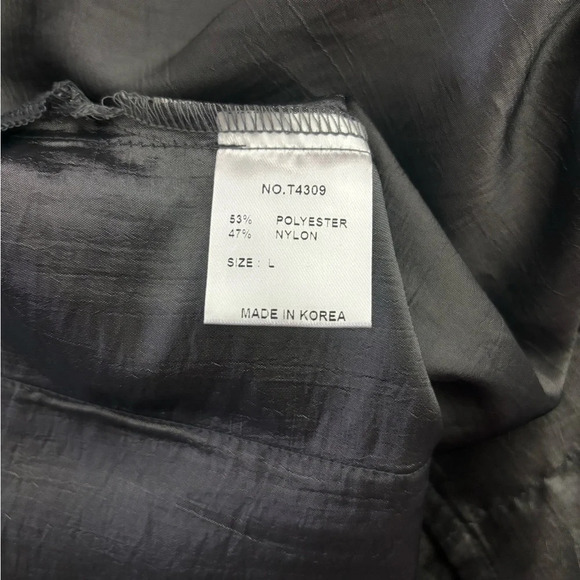 NO.T4309
53% POLYESTER
47% NYLON
SIZE : L
MADE IN KOREA